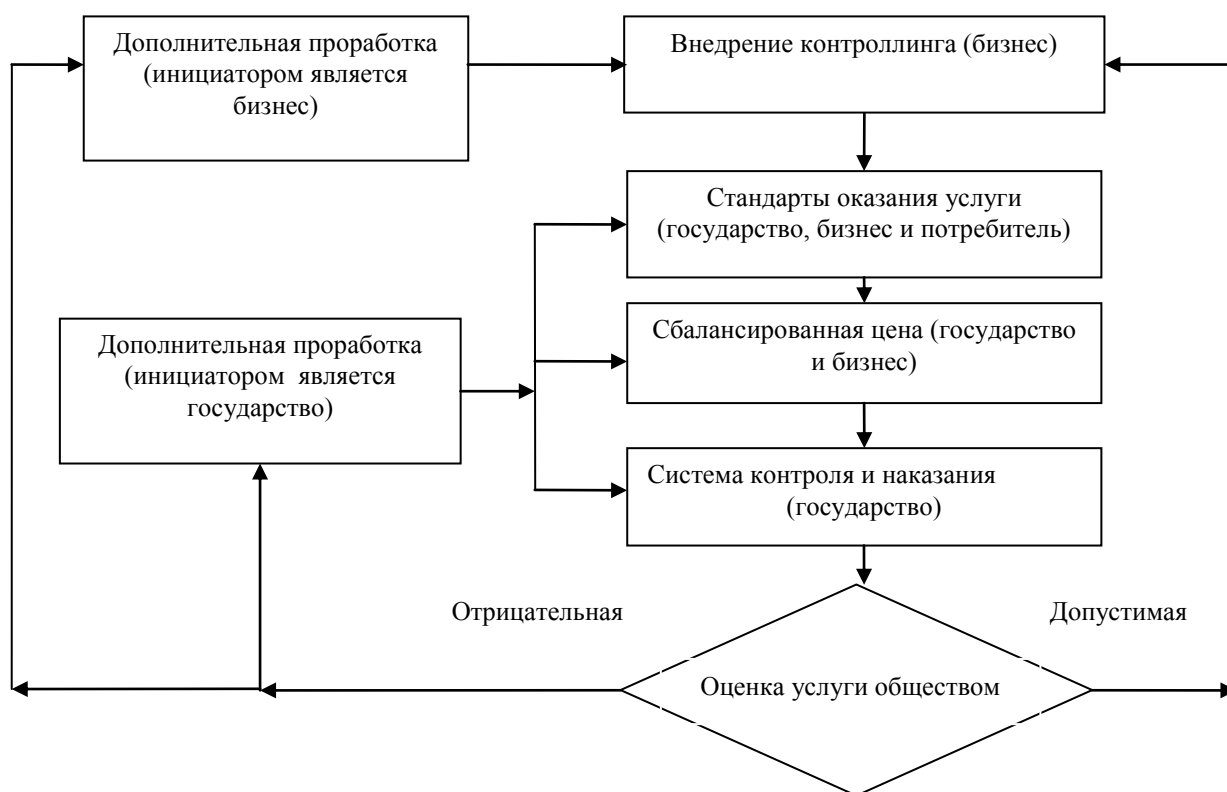 Дополнительная проработка
(инициатором является
бизнес)
Внедрение контроллинга (бизнес)
Стандарты оказания услуги
(государство, бизнес и потребитель)
Сбалансированная цена (государство
и бизнес)
Дополнительная проработка
(инициатором является
государство)
Система контроля и наказания
(государство)
Отрицательная
Допустимая
Оценка услуги обществом